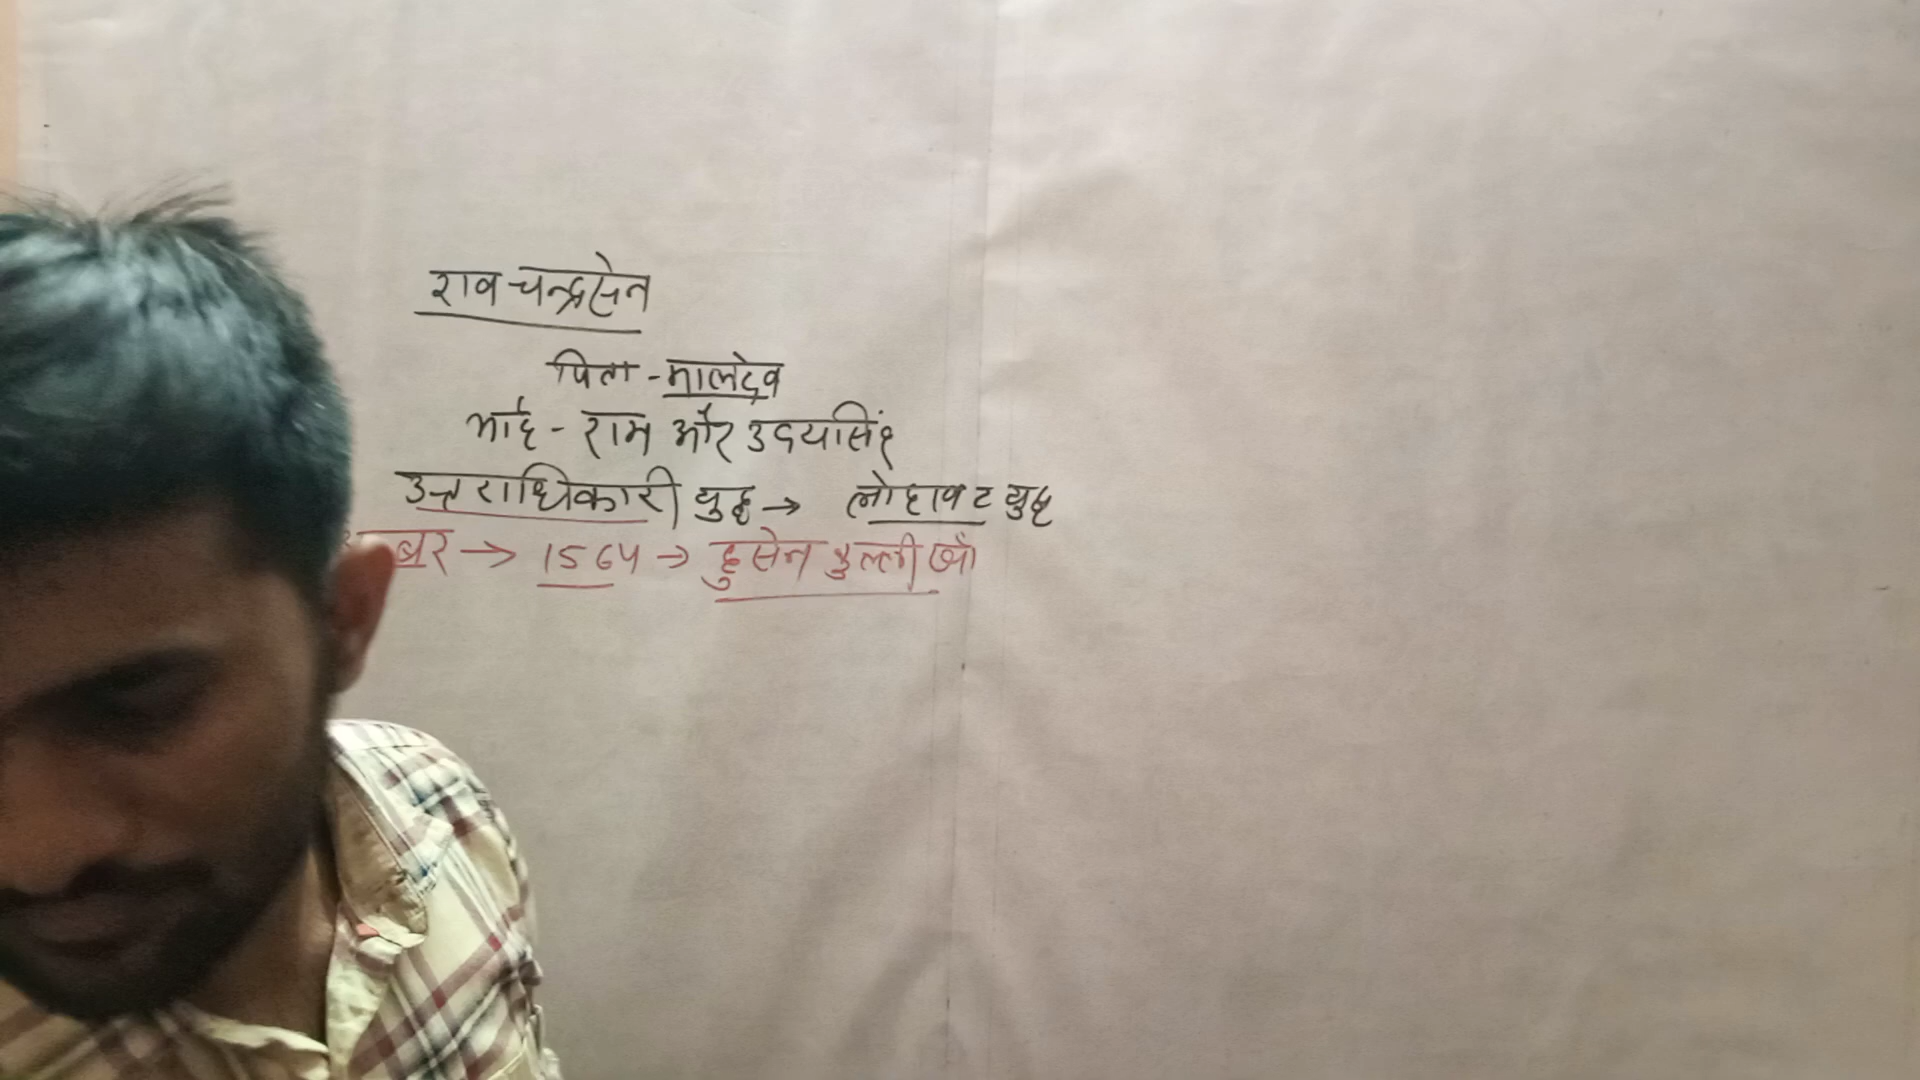 राव चन्द्रसेन
पिता - मालदेव
भाई - राम और उदयसिंह
उत्तराधिकारी युद्ध → लोहावट युद्ध
बर → 1564 → हुसेन कुल्ली खाँ